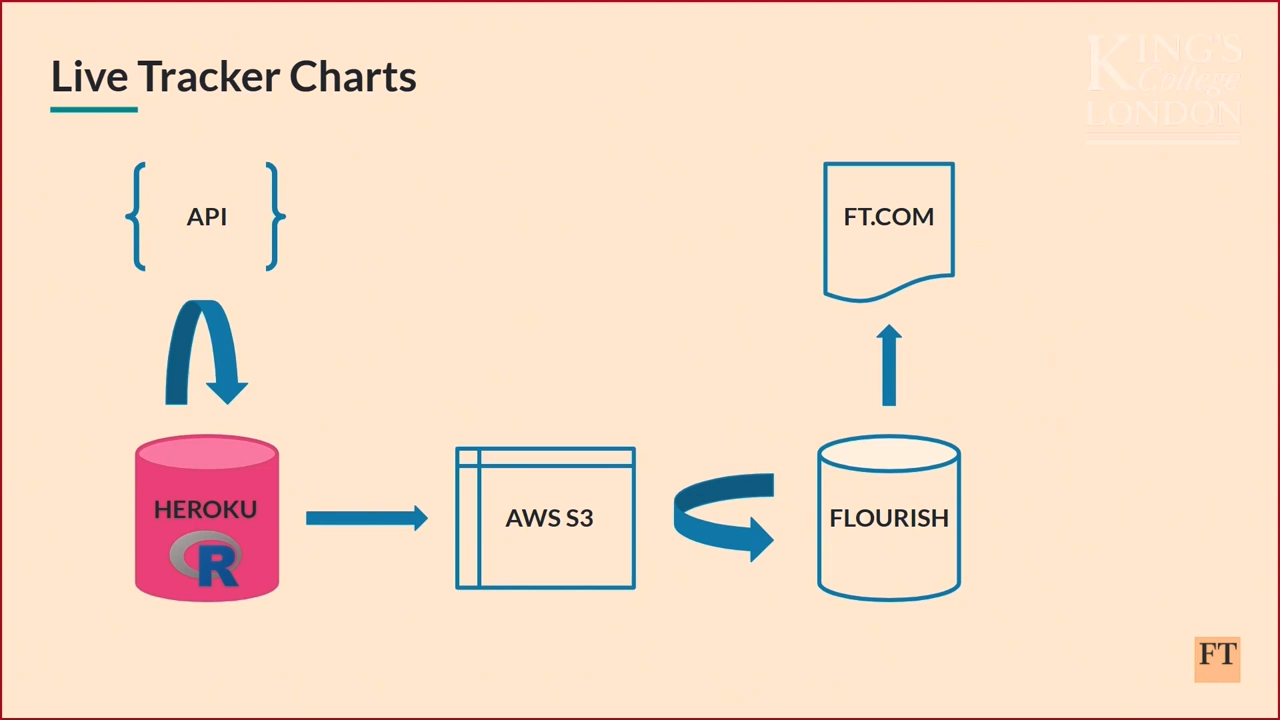 Live Tracker Charts
KING'S
College
LONDON
API
FT.COM
HEROKU
R
AWS S3
FLOURISH
FT